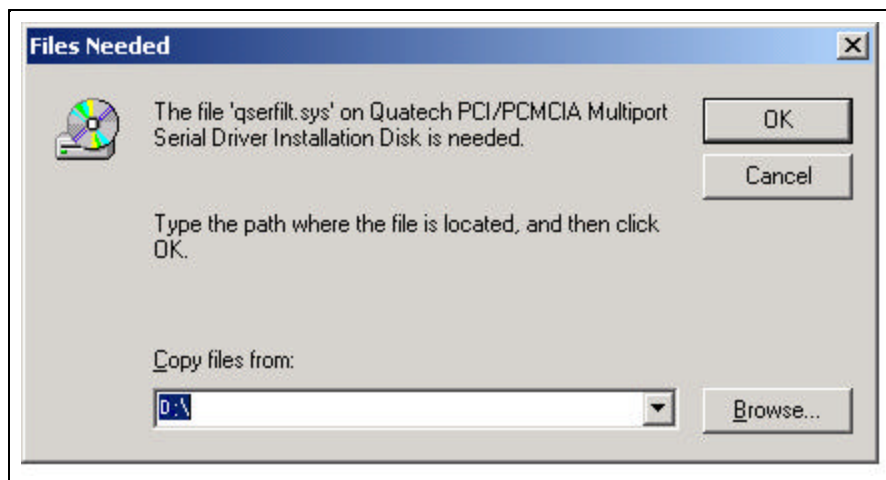 Files Needed
The file 'qserfilt.sys' on Quatech PCI/PCMCIA Multiport
Serial Driver Installation Disk is needed.
OK
Cancel
Type the path where the file is located, and then click
OK.
Copy files from:
D:\
Browse...